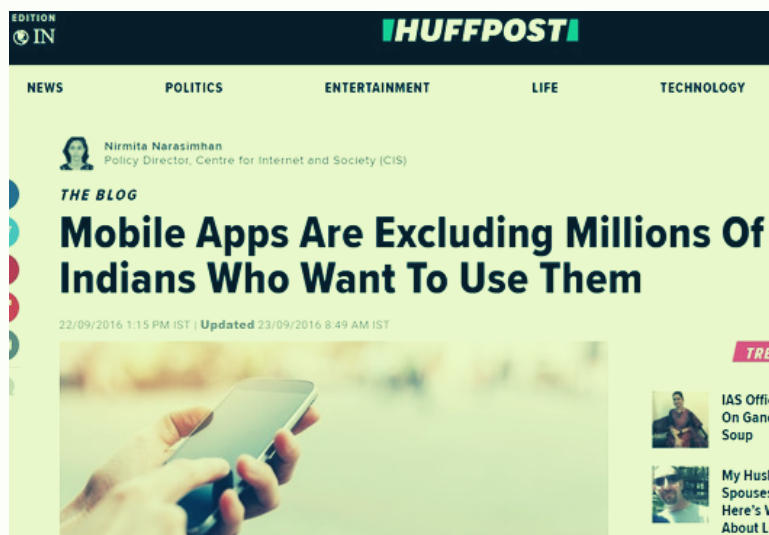 EDITION
IN
HUFFPOST
NEWS POLITICS ENTERTAINMENT LIFE TECHNOLOGY
Nirmita Narasimhan
Policy Director, Centre for Internet and Society (CIS)
THE BLOG
Mobile Apps Are Excluding Millions Of
Indians Who Want To Use Them
22/09/2016 1:15 PM IST | Updated 23/09/2016 8:49 AM IST
IAS
On
Soup
My
About